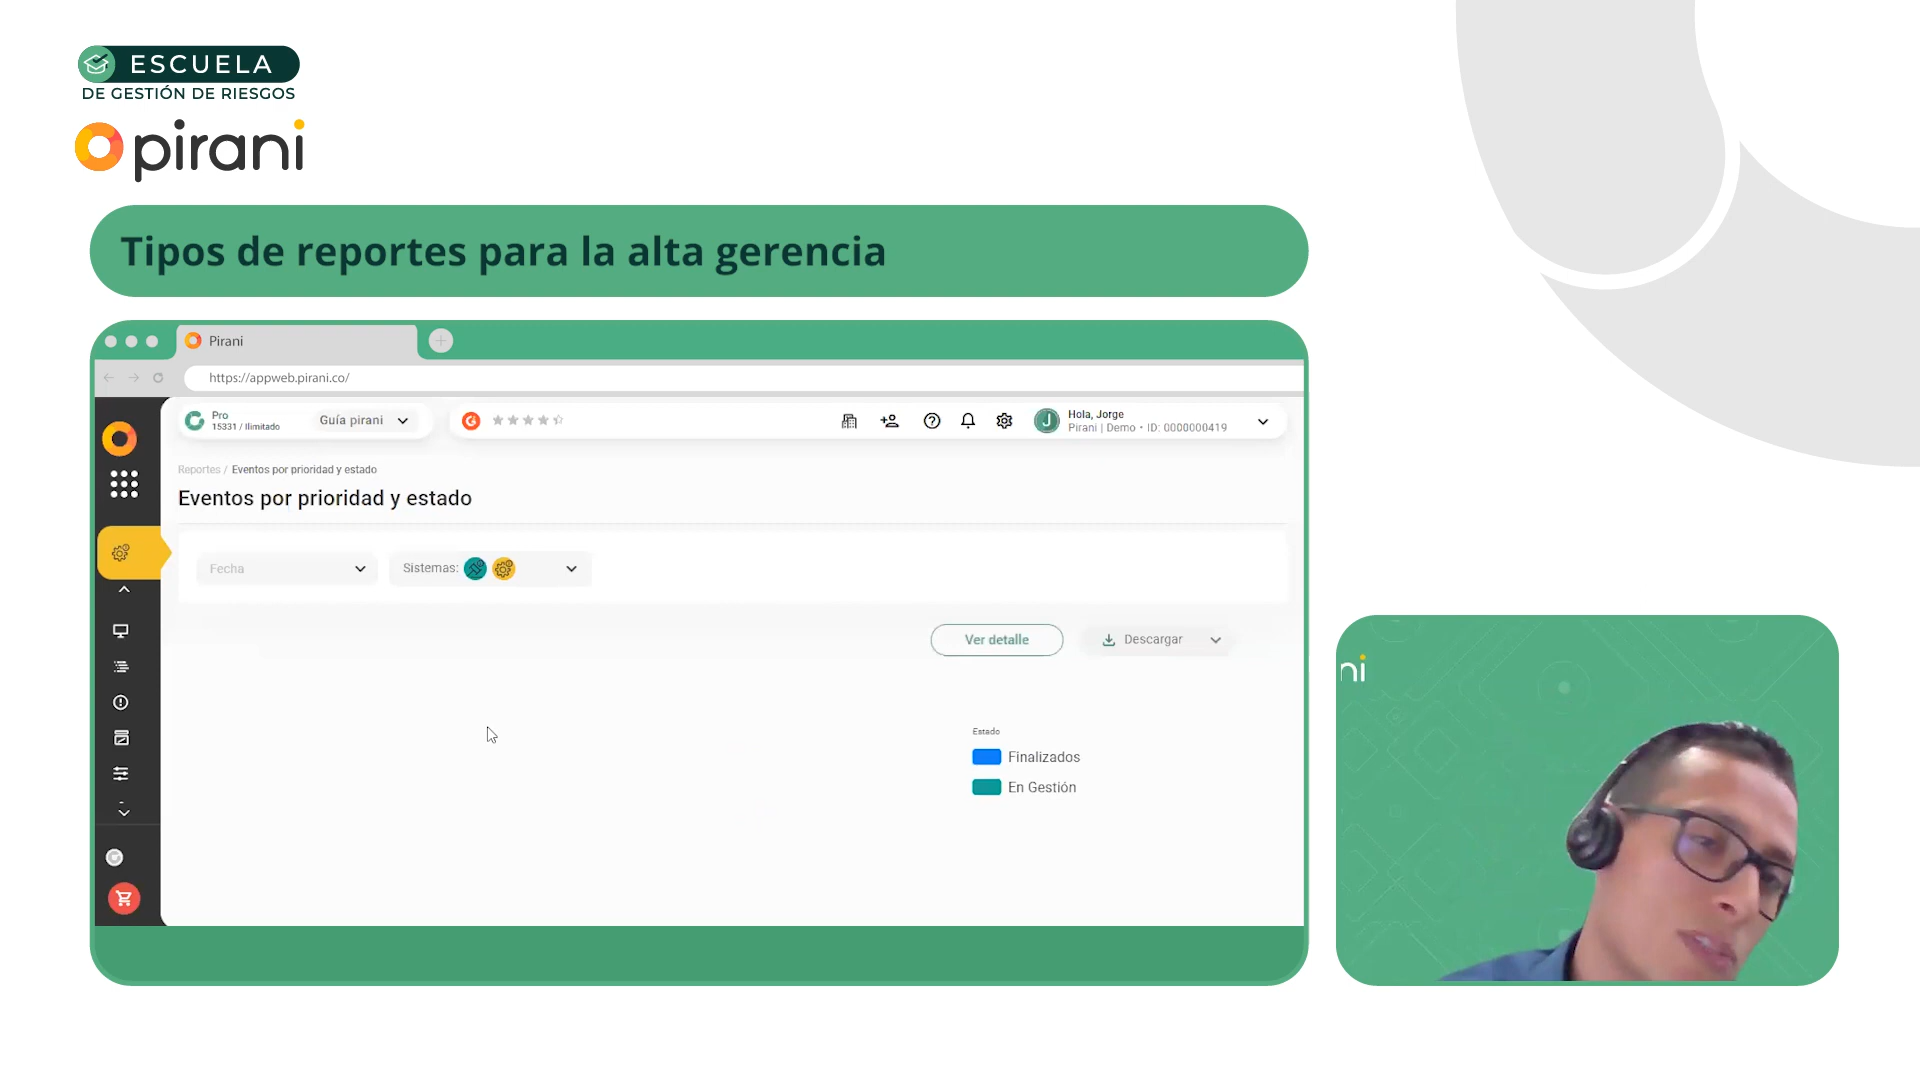 ESCUELA
DE GESTIÓN DE RIESGOS
pirani
Tipos de reportes para la alta gerencia
Pirani
https://appweb.pirani.co/
Pro
15331 / Ilimitado
Guía pirani
Hola, Jorge
Pirani | Demo • ID: 0000000419
J
Reportes / Eventos por prioridad y estado
Eventos por prioridad y estado
Fecha
Sistemas:
Ver detalle
Descargar
Estado
Finalizados
En Gestión
ni